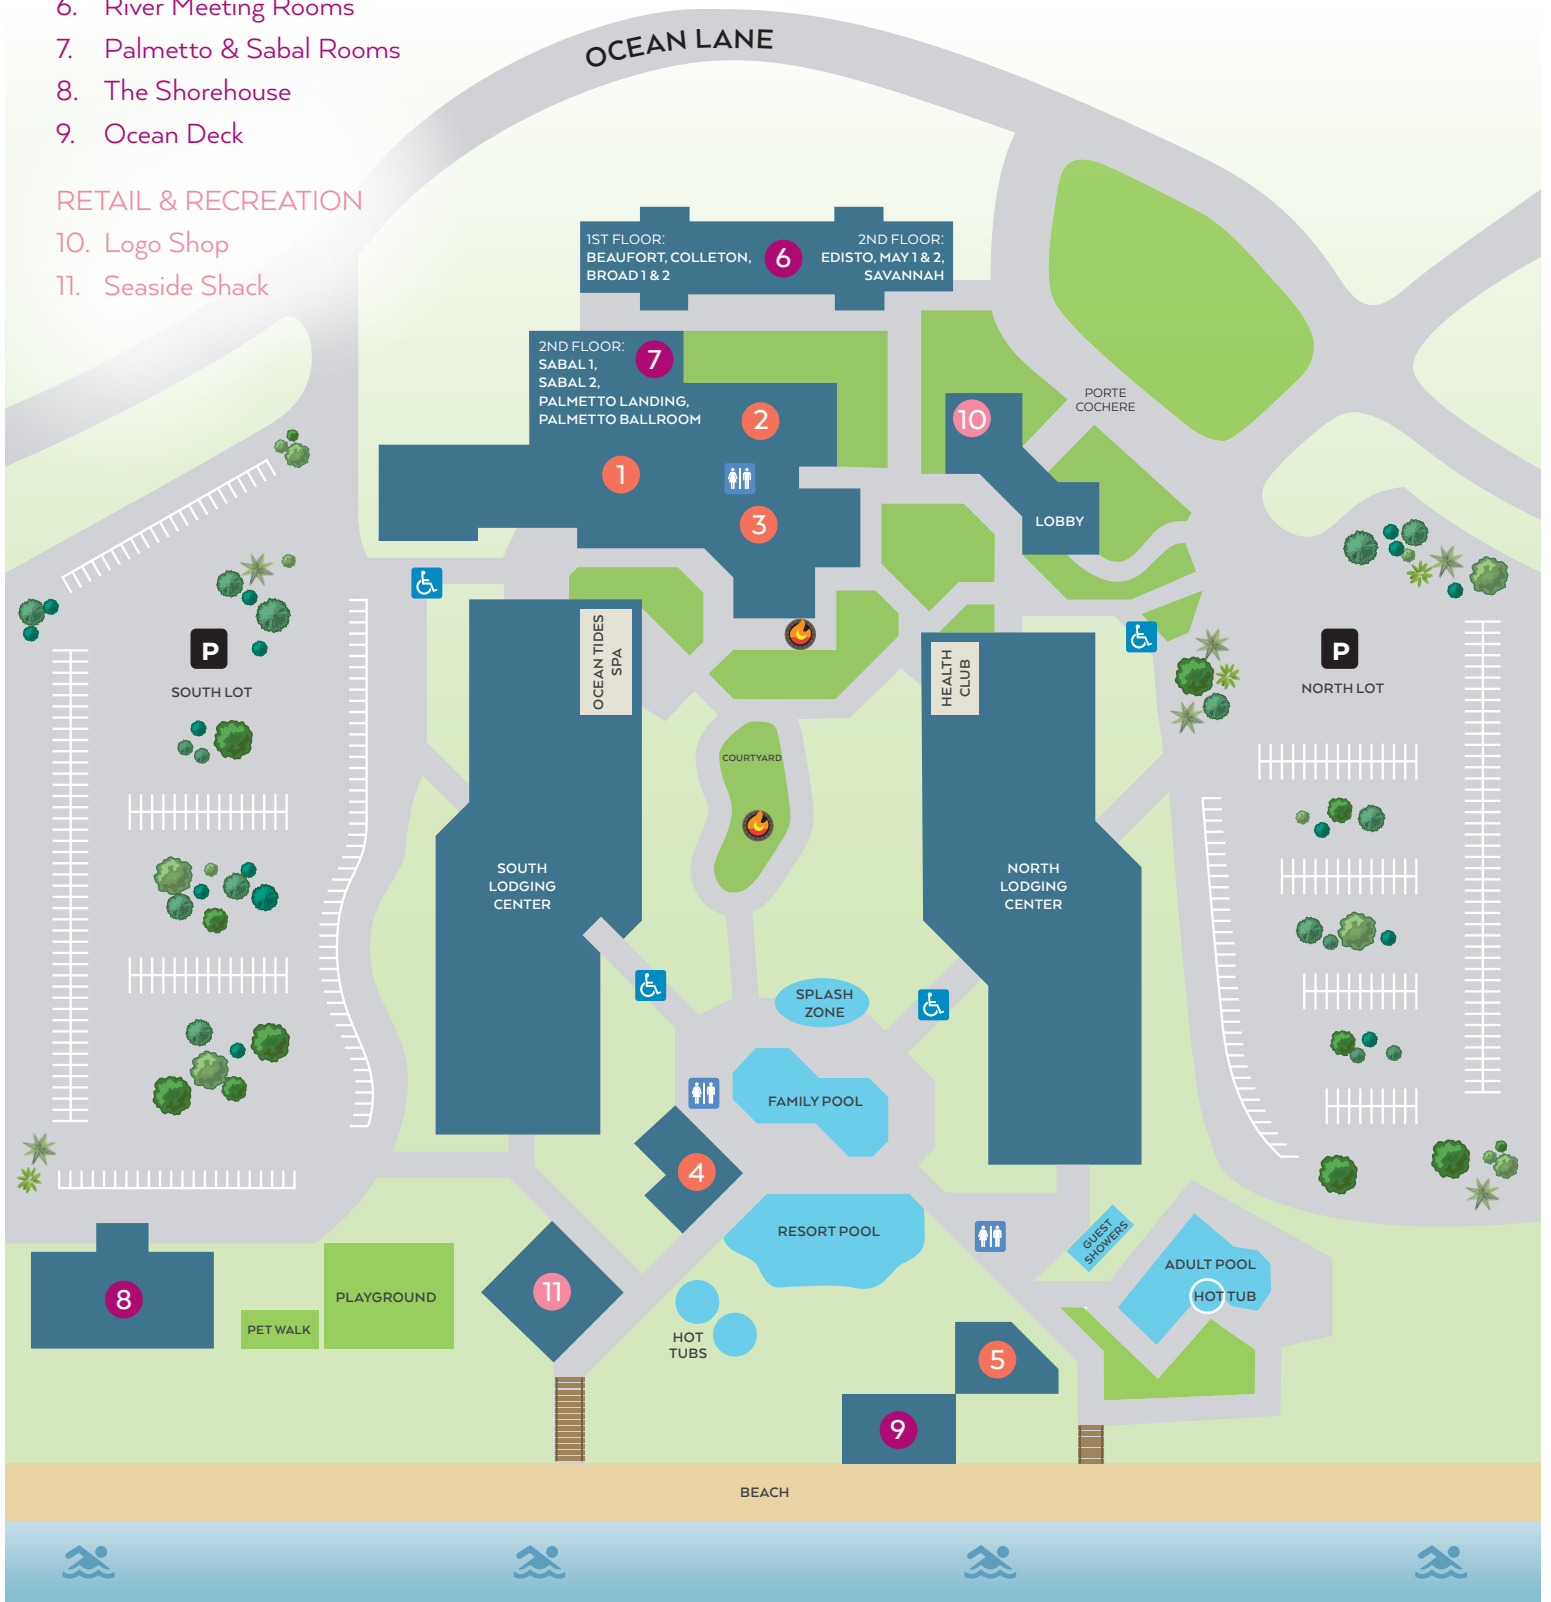 6. River Meeting Rooms
7. Palmetto & Sabal Rooms
8. The Shorehouse
9. Ocean Deck
RETAIL & RECREATION
10. Logo Shop
11. Seaside Shack
OCEAN LANE
1ST FLOOR:
BEAUFORT, COLLETON,
BROAD 1 & 2
6
2ND FLOOR:
EDISTO, MAY 1 & 2,
SAVANNAH
2ND FLOOR:
SABAL 1,
SABAL 2,
PALMETTO LANDING,
PALMETTO BALLROOM
7
2
1
3
10
PORTE
COCHERE
LOBBY
P
SOUTH LOT
OCEAN TIDES
SPA
HEALTH
CLUB
P
NORTH LOT
COURTYARD
SOUTH
LODGING
CENTER
NORTH
LODGING
CENTER
SPLASH
ZONE
FAMILY POOL
4
RESORT POOL
GUEST
SHOWERS
ADULT POOL
HOT TUB
8
PET WALK
PLAYGROUND
11
HOT
TUBS
5
9
BEACH